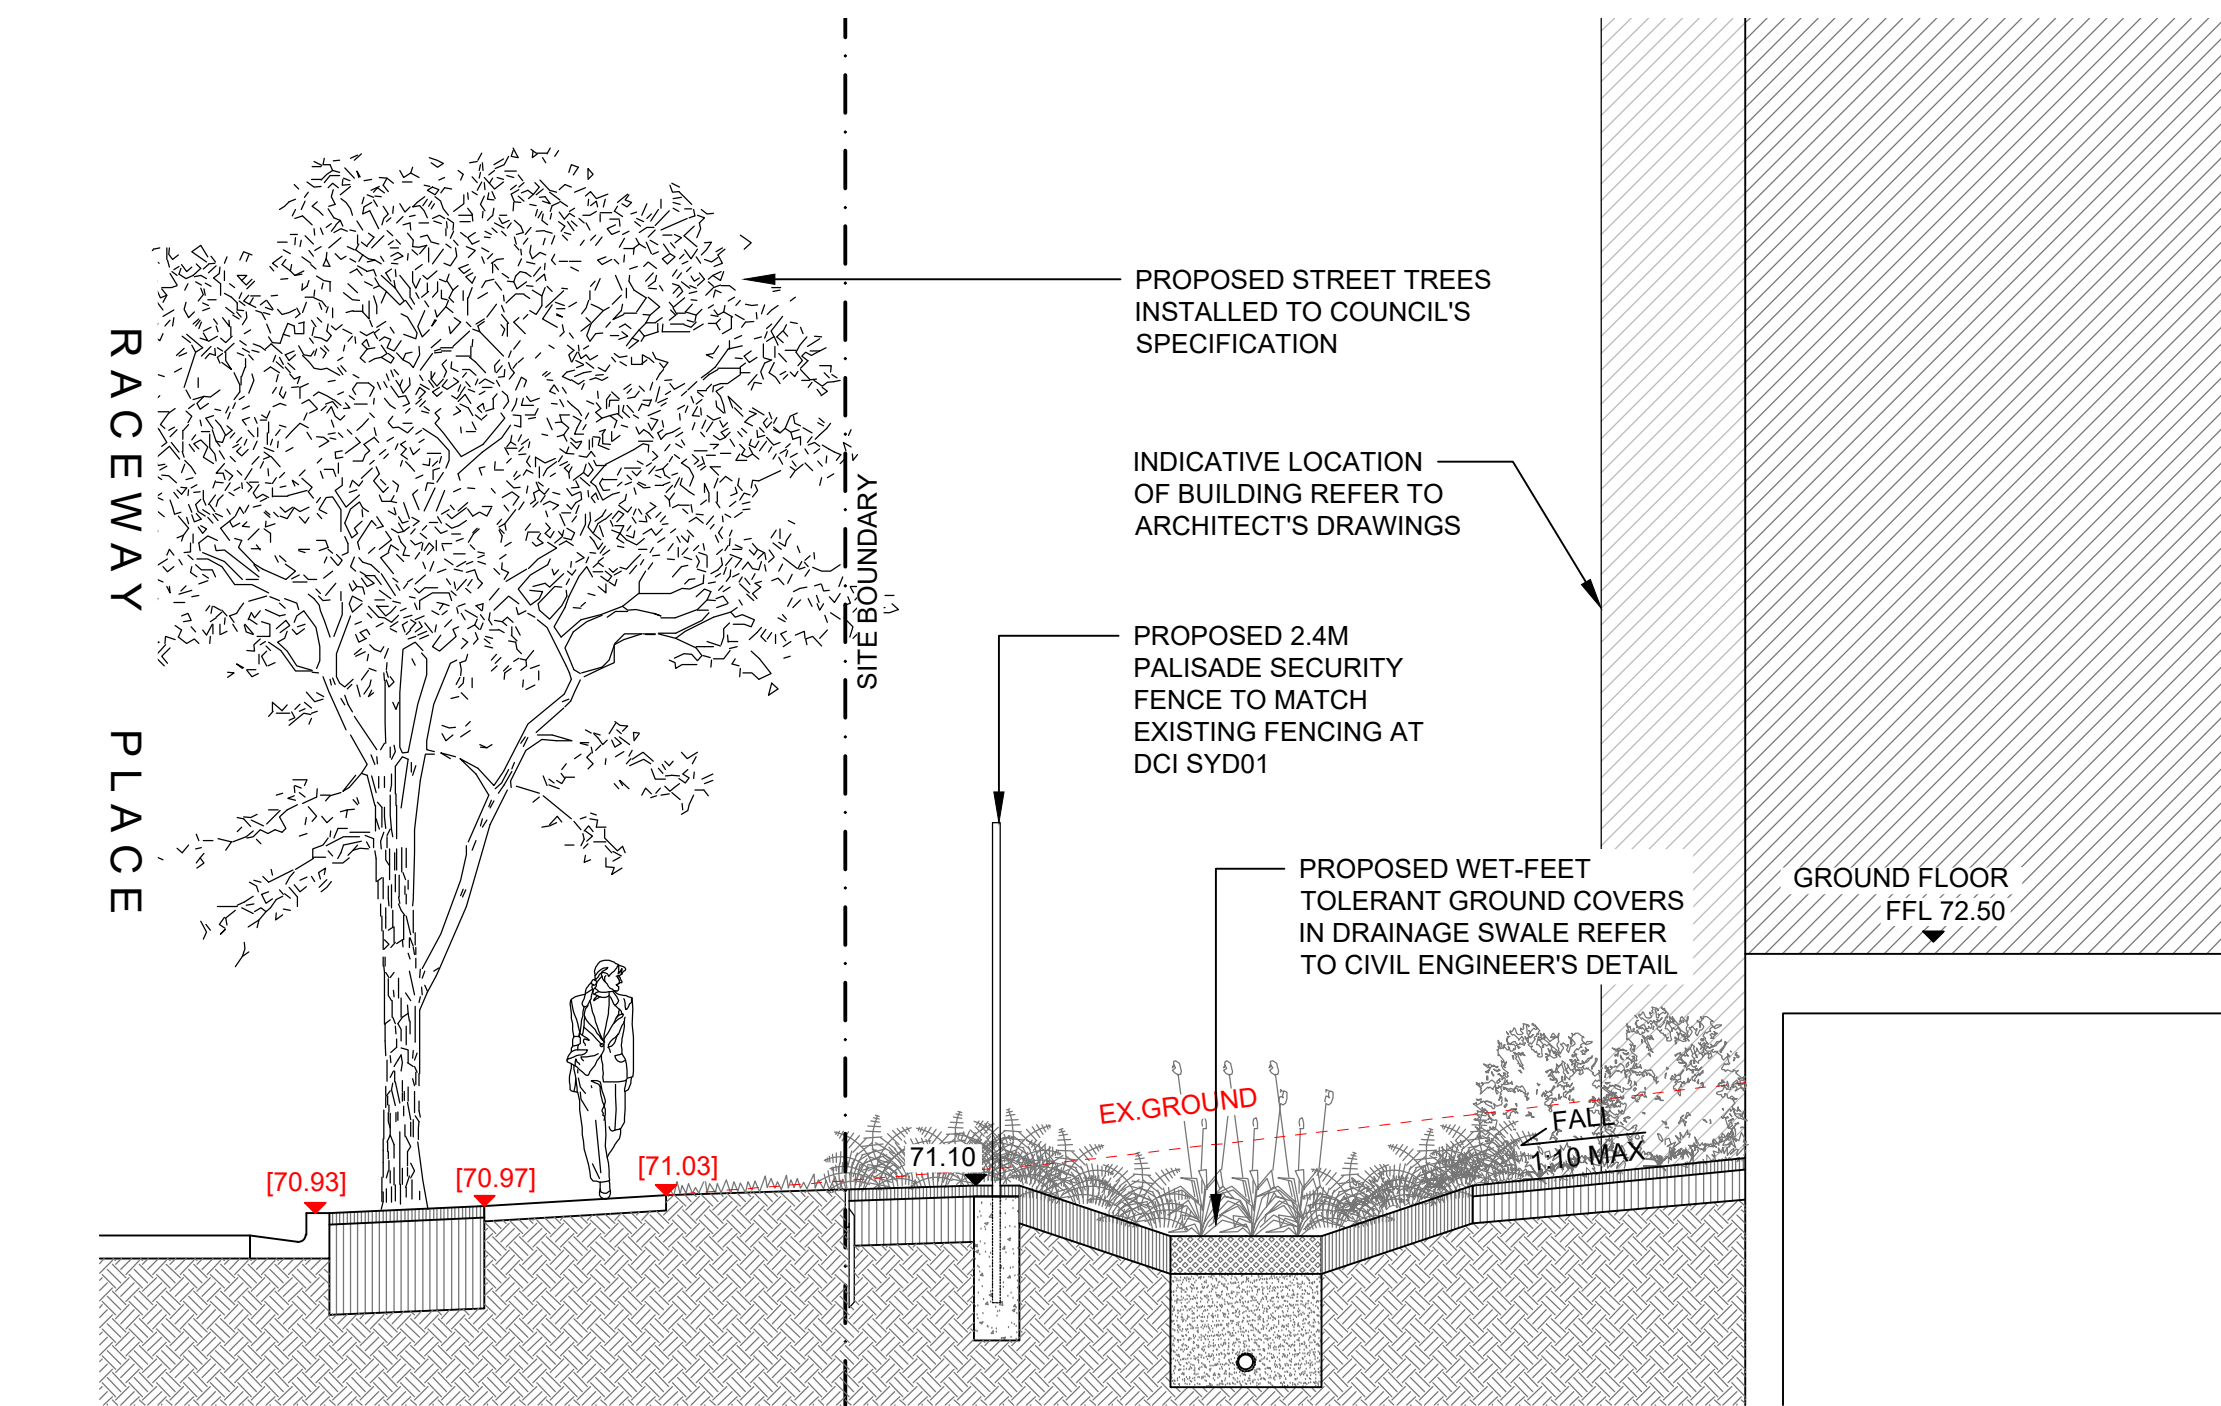 RACEWAY PLACE
PROPOSED STREET TREES
INSTALLED TO COUNCIL'S
SPECIFICATION
INDICATIVE LOCATION
OF BUILDING REFER TO
ARCHITECT'S DRAWINGS
SITE BOUNDARY
PROPOSED 2.4M
PALISADE SECURITY
FENCE TO MATCH
EXISTING FENCING AT
DCI SYD01
PROPOSED WET-FEET
TOLERANT GROUND COVERS
IN DRAINAGE SWALE REFER
TO CIVIL ENGINEER'S DETAIL
GROUND FLOOR
FFL 72.50
EX.GROUND
FALL
1:10 MAX
71.10
[70.93]
[70.97]
[71.03]